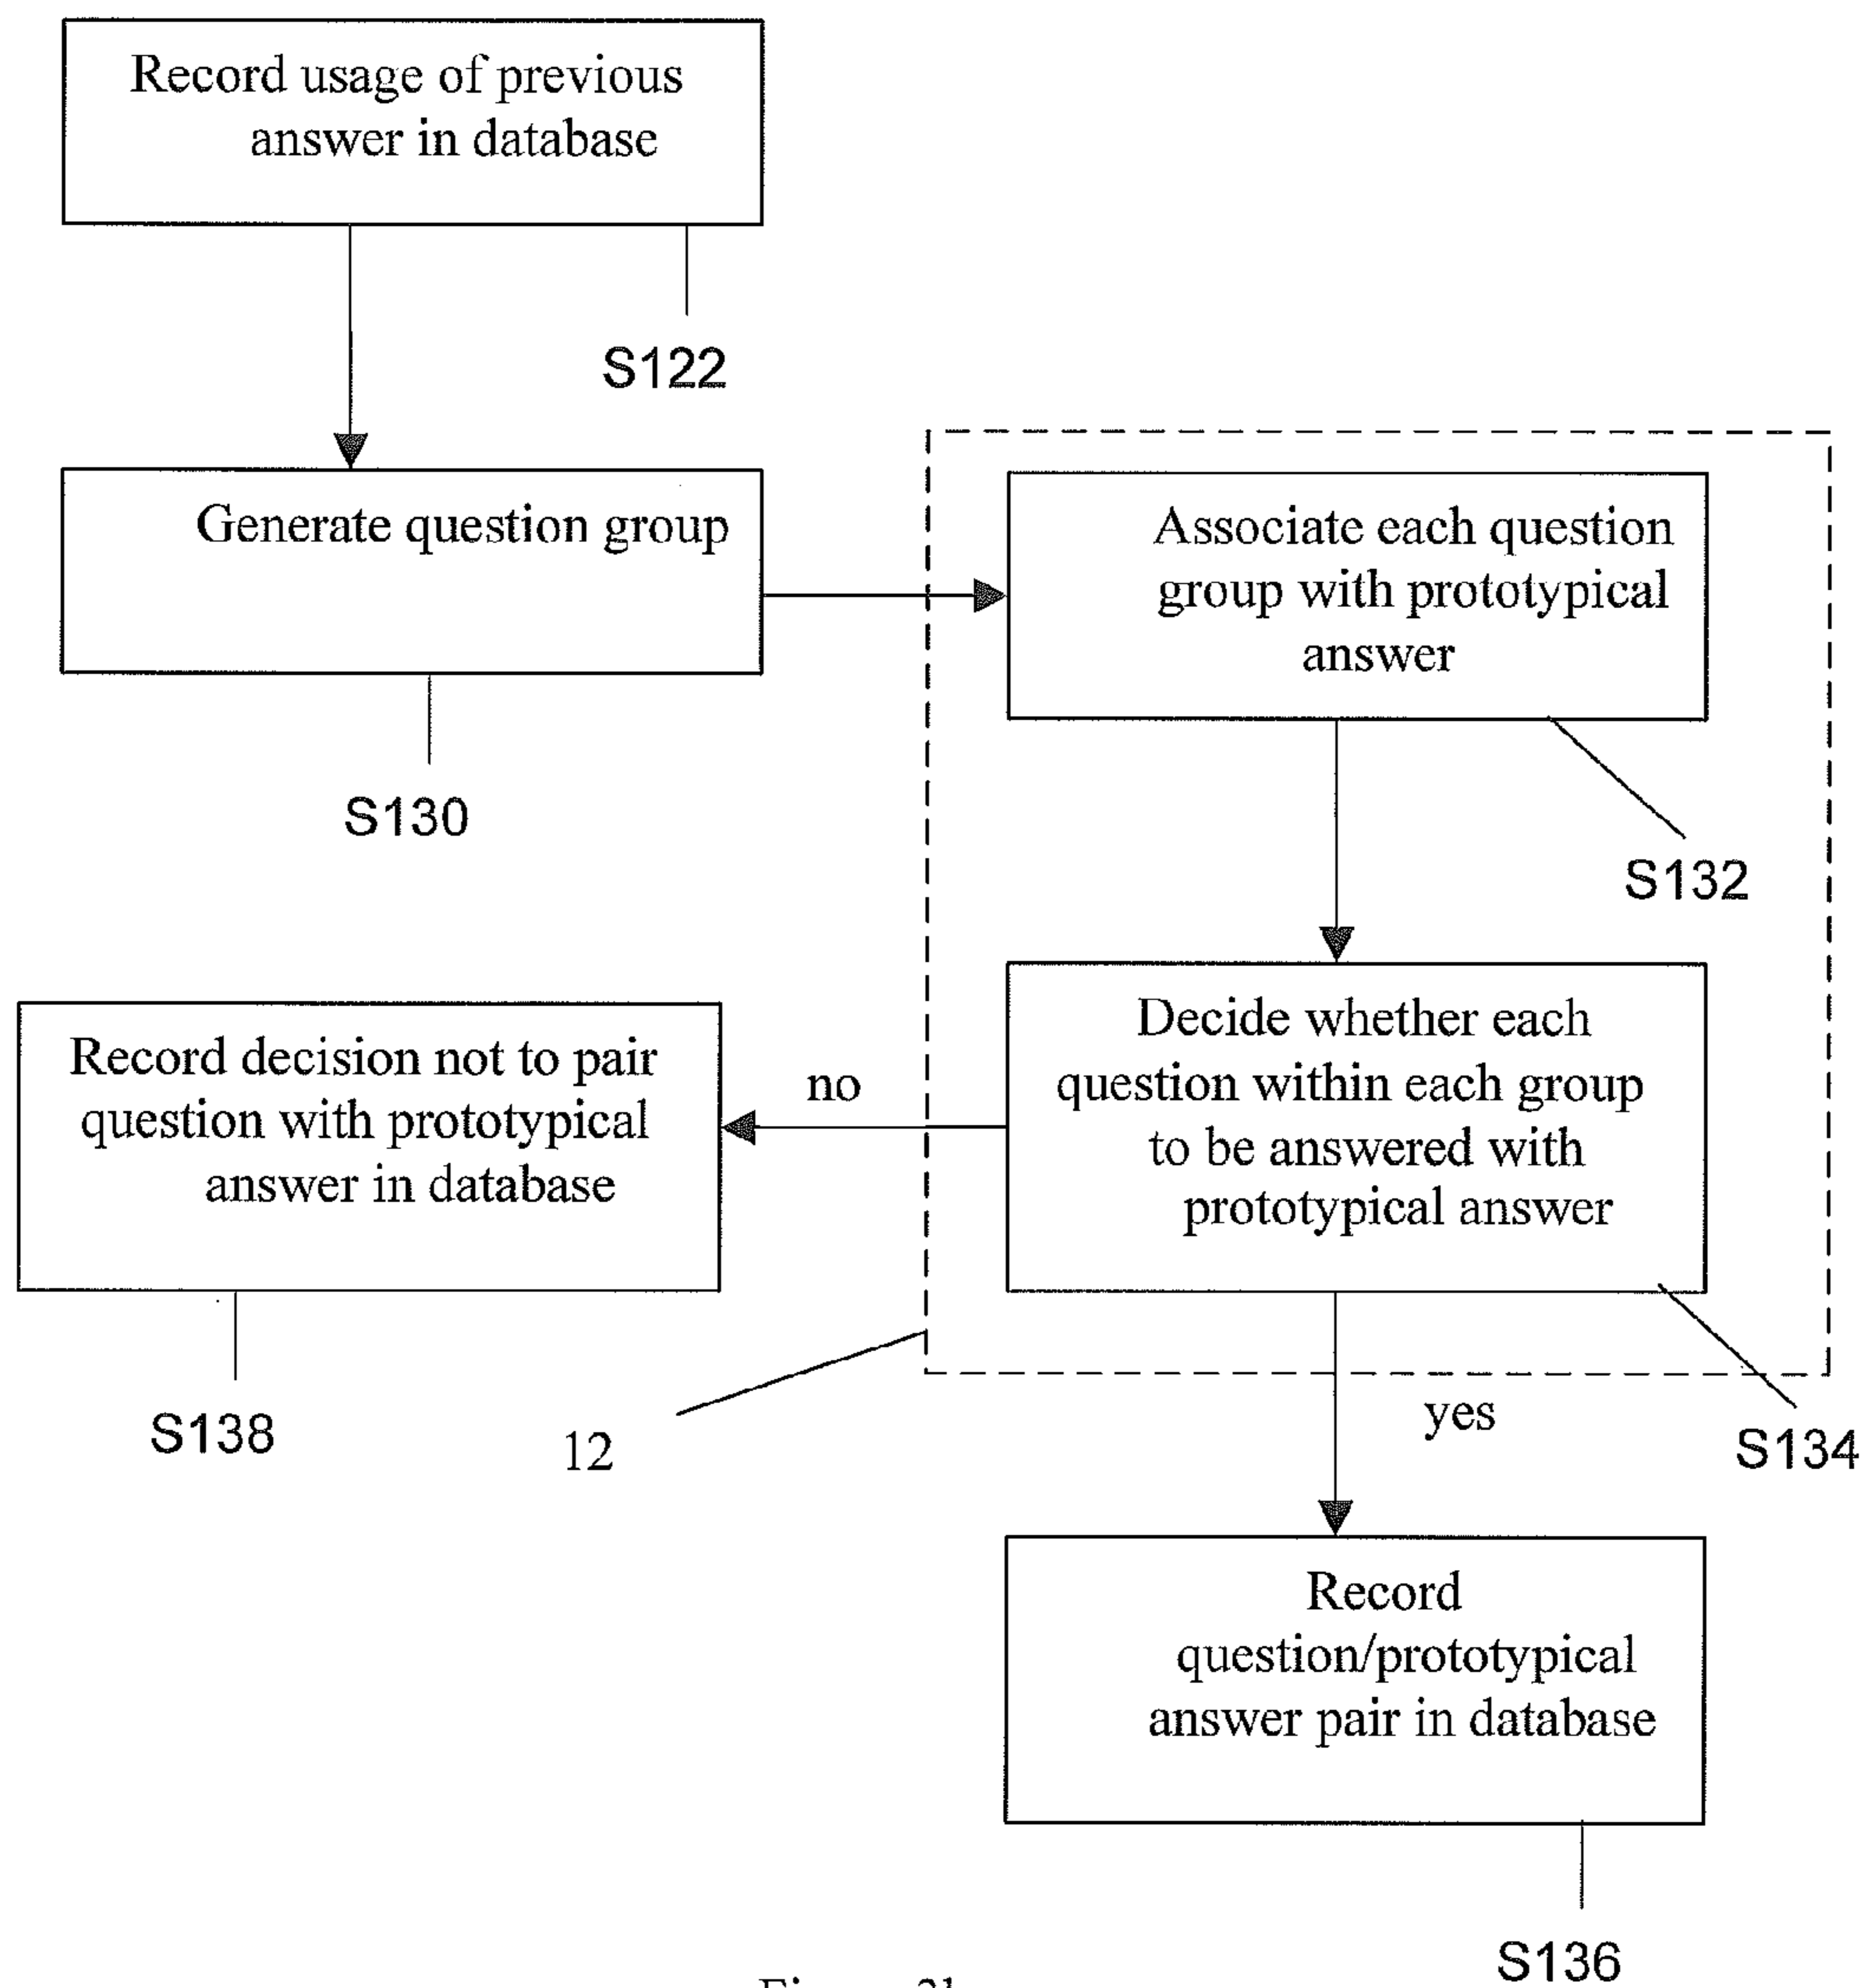 Record usage of previous
answer in database
S122
Generate question group
S130
Associate each question
group with prototypical
answer
S132
Decide whether each
question within each group
to be answered with
prototypical answer
S134
no
Record decision not to pair
question with prototypical
answer in database
S138
12
yes
Record
question/prototypical
answer pair in database
S136